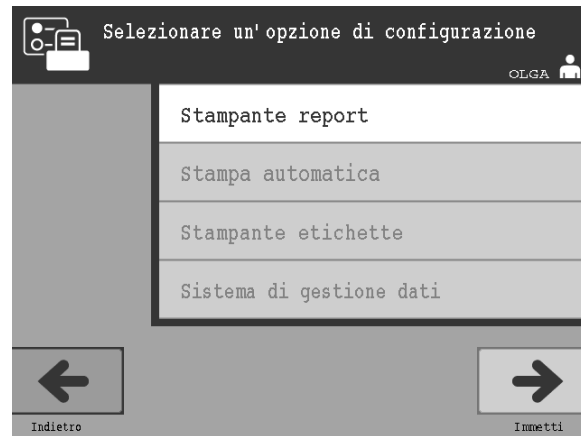 Selezionare un'opzione di configurazione
OLGA
Stampante report
Stampa automatica
Stampante etichette
Sistema di gestione dati
Indietro
Immetti